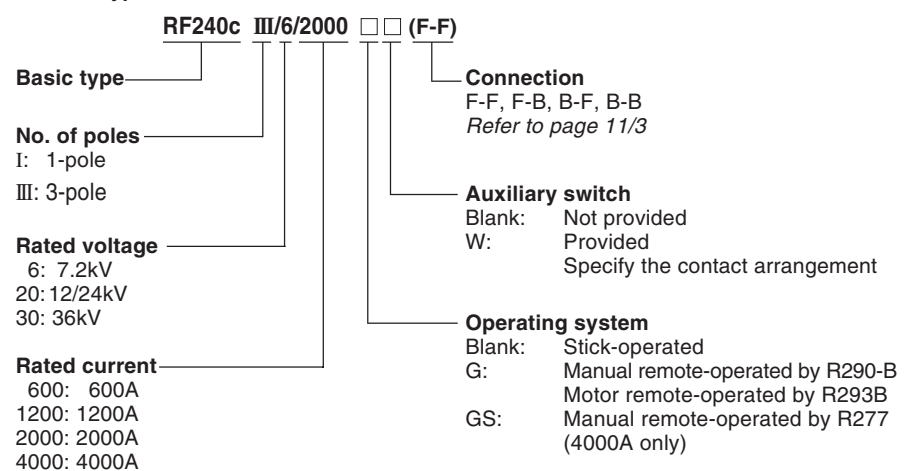 RF240c Ⅲ/6/2000 □ □ (F-F)
Basic type
No. of poles
I: 1-pole
Ⅲ: 3-pole
Rated voltage
6: 7.2kV
20: 12/24kV
30: 36kV
Rated current
600: 600A
1200: 1200A
2000: 2000A
4000: 4000A
Connection
F-F, F-B, B-F, B-B
Refer to page 11/3
Auxiliary switch
Blank: Not provided
W: Provided
Specify the contact arrangement
Operating system
Blank: Stick-operated
G: Manual remote-operated by R290-B
Motor remote-operated by R293B
GS: Manual remote-operated by R277
(4000A only)